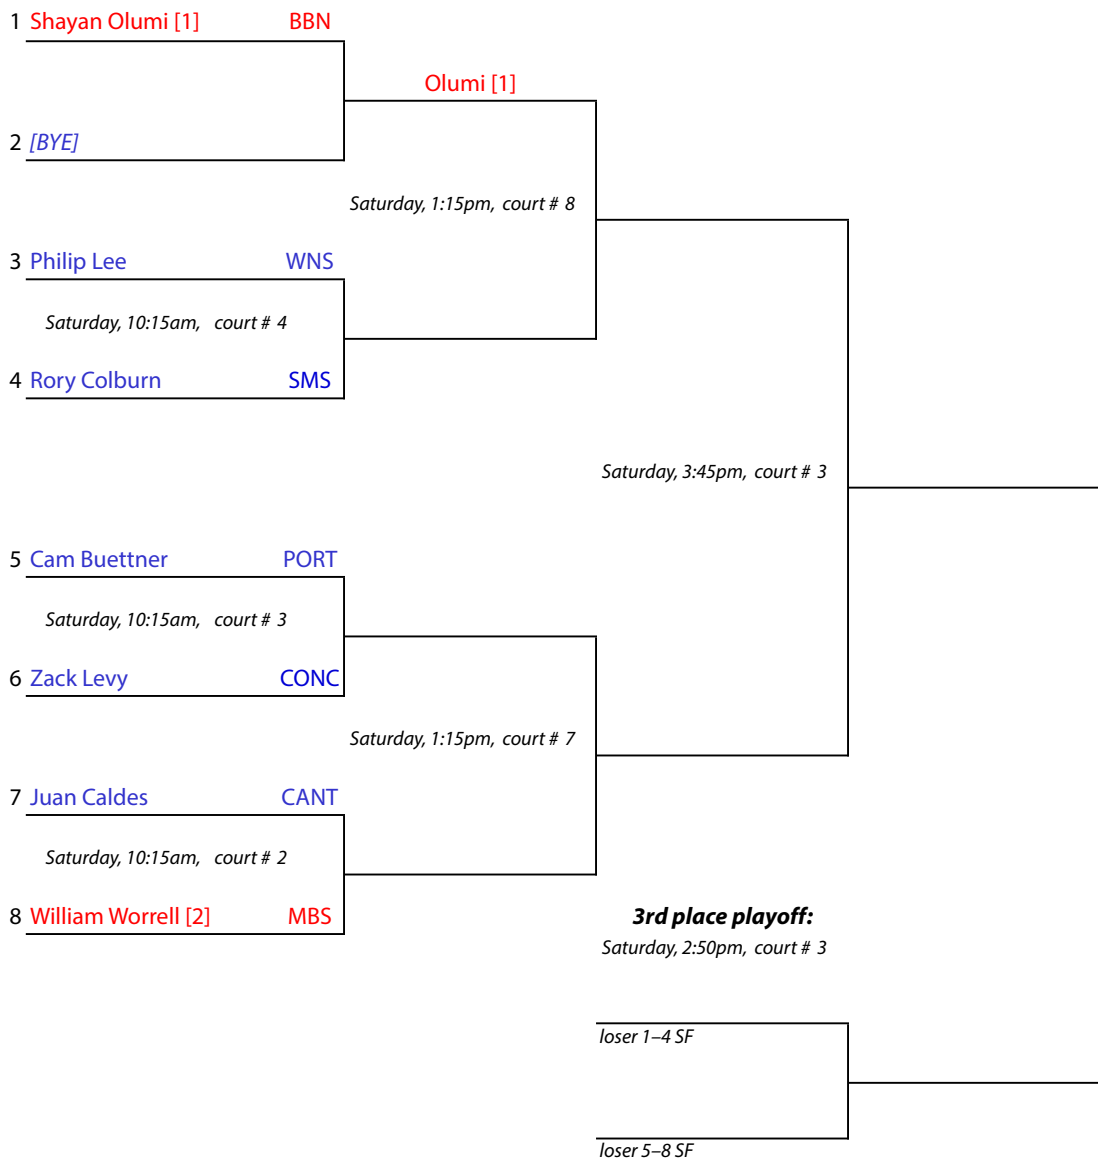 1 Shayan Olumi [1] BBN
Olumi [1]
2 [BYE]
Saturday, 1:15pm, court # 8
3 Philip Lee WNS
Saturday, 10:15am, court # 4
4 Rory Colburn SMS
Saturday, 3:45pm, court # 3
5 Cam Buettner PORT
Saturday, 10:15am, court # 3
6 Zack Levy CONC
Saturday, 1:15pm, court # 7
7 Juan Caldes CANT
Saturday, 10:15am, court # 2
8 William Worrell [2] MBS
3rd place playoff:
Saturday, 2:50pm, court # 3
loser 1–4 SF
loser 5–8 SF